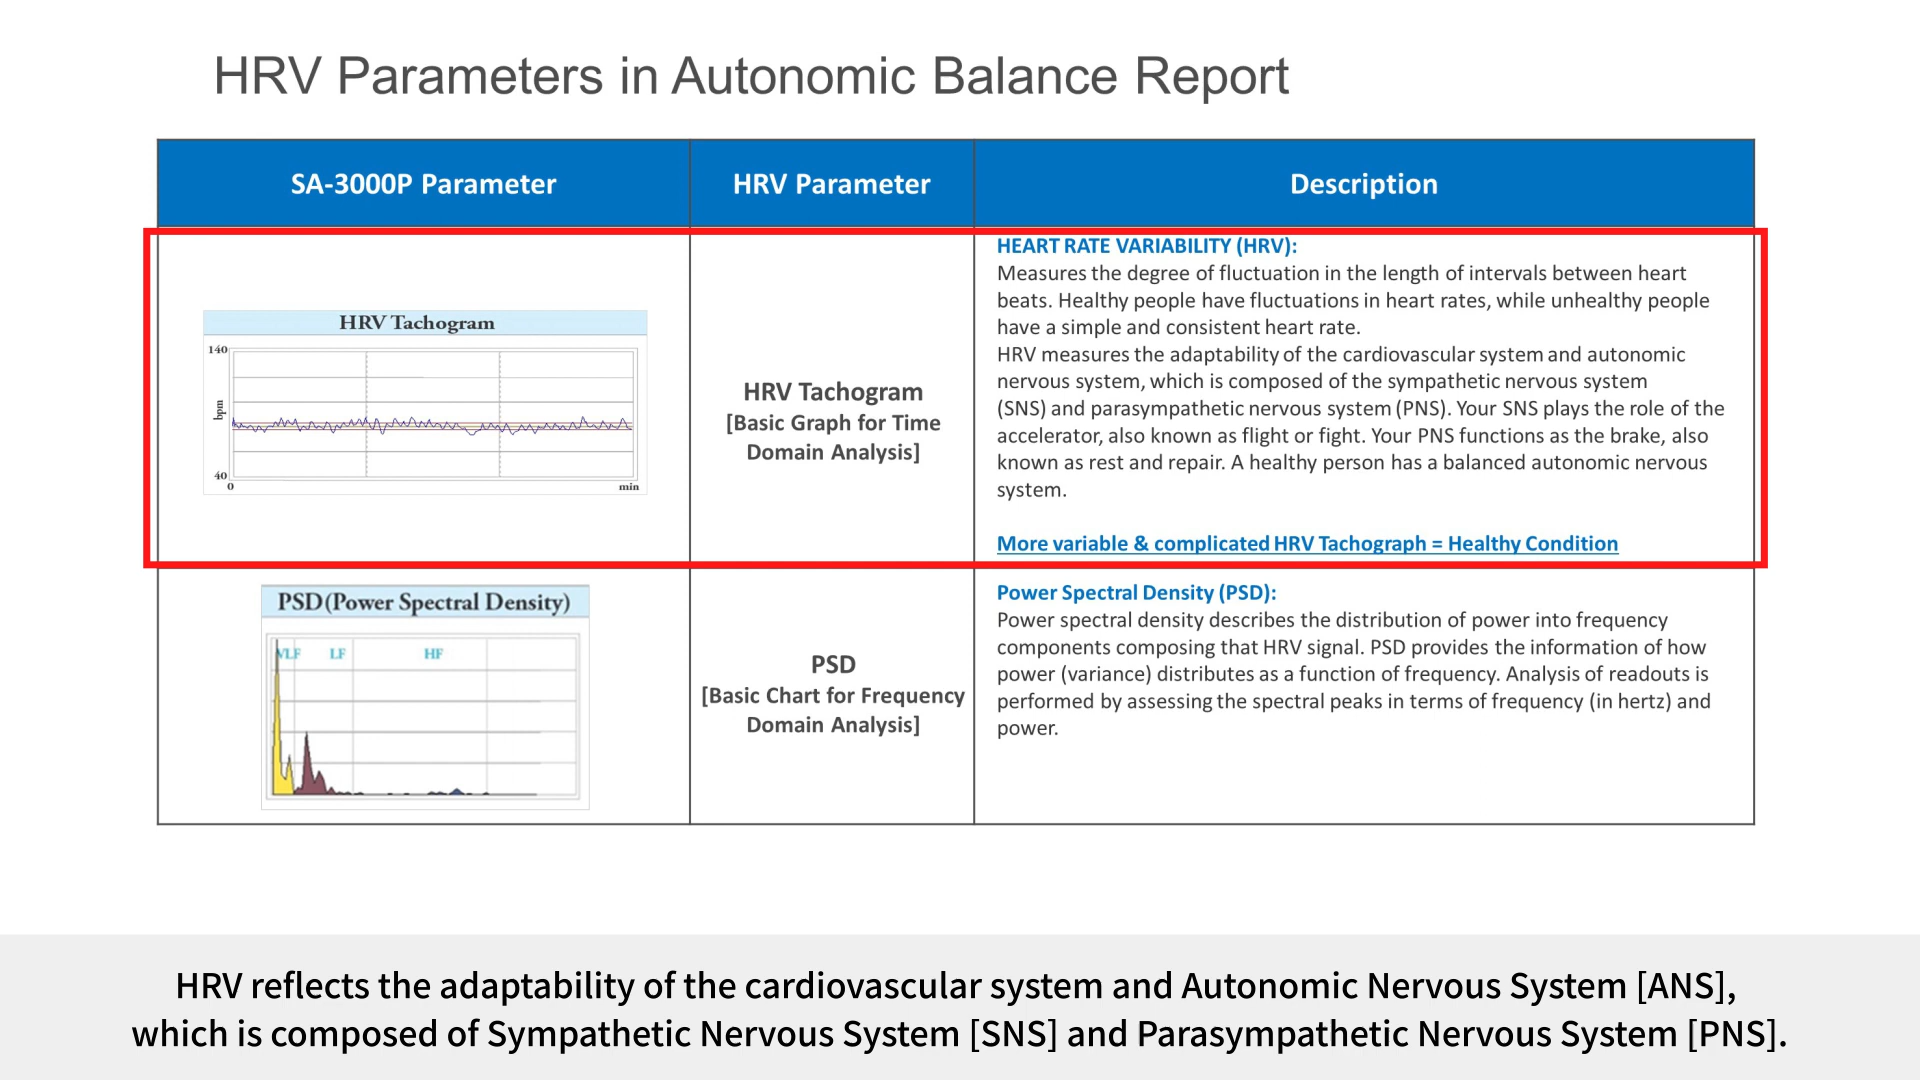 HRV Parameters in Autonomic Balance Report
SA-3000P Parameter
HRV Parameter
Description
HRV Tachogram
140
bpm
40
0
min
HRV Tachogram
[Basic Graph for Time
Domain Analysis]
HEART RATE VARIABILITY (HRV):
Measures the degree of fluctuation in the length of intervals between heart
beats. Healthy people have fluctuations in heart rates, while unhealthy people
have a simple and consistent heart rate.
HRV measures the adaptability of the cardiovascular system and autonomic
nervous system, which is composed of the sympathetic nervous system
(SNS) and parasympathetic nervous system (PNS). Your SNS plays the role of the
accelerator, also known as flight or fight. Your PNS functions as the brake, also
known as rest and repair. A healthy person has a balanced autonomic nervous
system.
More variable & complicated HRV Tachograph = Healthy Condition
PSD(Power Spectral Density)
VLF LF HF
PSD
[Basic Chart for Frequency
Domain Analysis]
Power Spectral Density (PSD):
Power spectral density describes the distribution of power into frequency
components composing that HRV signal. PSD provides the information of how
power (variance) distributes as a function of frequency. Analysis of readouts is
performed by assessing the spectral peaks in terms of frequency (in hertz) and
power.
HRV reflects the adaptability of the cardiovascular system and Autonomic Nervous System [ANS],
which is composed of Sympathetic Nervous System [SNS] and Parasympathetic Nervous System [PNS].